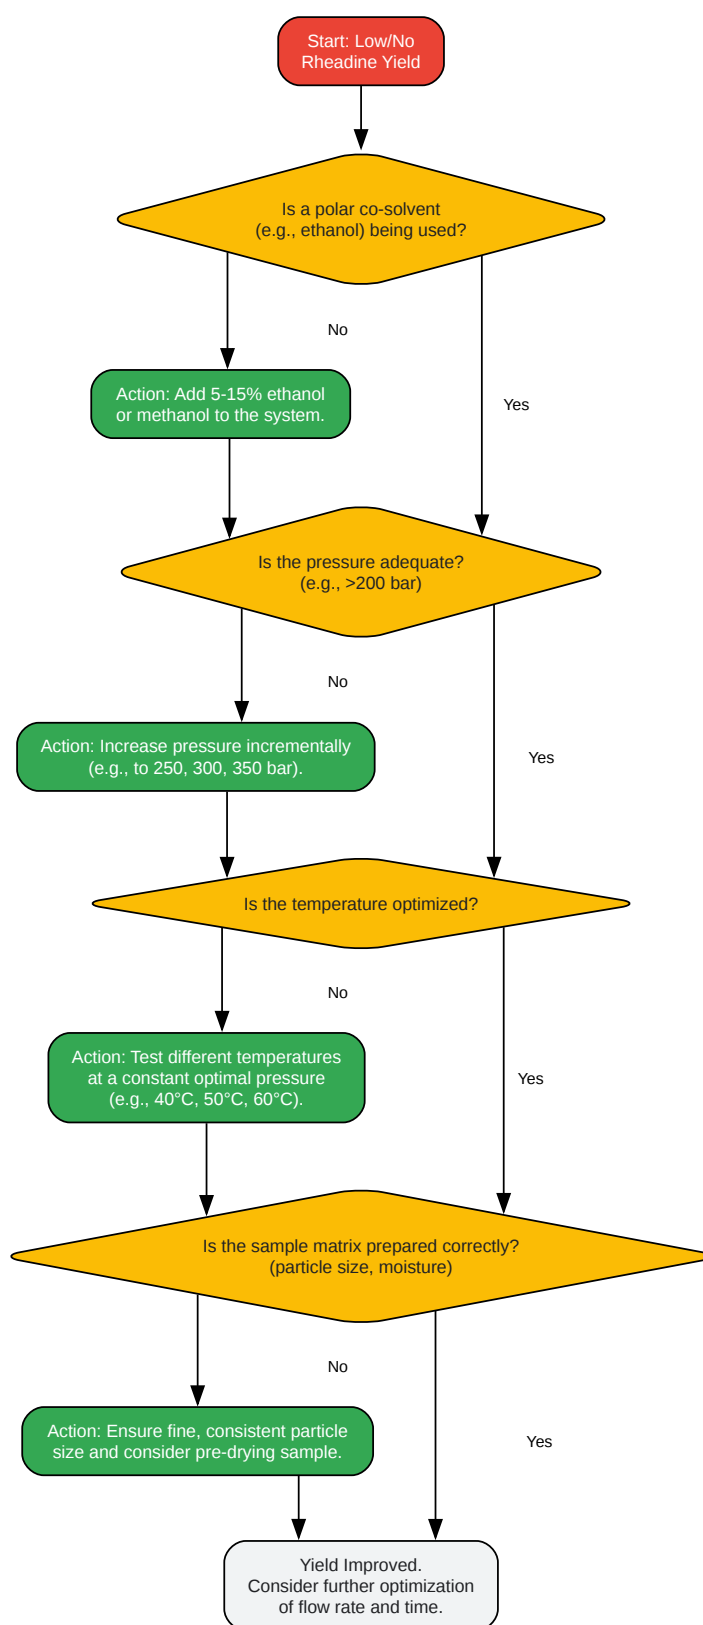 Start: Low/No
Rheadine Yield
Is a polar co-solvent
(e.g., ethanol) being used?
No
Action: Add 5-15% ethanol
or methanol to the system.
Yes
Is the pressure adequate?
(e.g., >200 bar)
No
Action: Increase pressure incrementally
(e.g., to 250, 300, 350 bar).
Yes
Is the temperature optimized?
No
Action: Test different temperatures
at a constant optimal pressure
(e.g., 40°C, 50°C, 60°C).
Yes
Is the sample matrix prepared correctly?
(particle size, moisture)
No
Action: Ensure fine, consistent particle
size and consider pre-drying sample.
Yes
Yield Improved.
Consider further optimization
of flow rate and time.